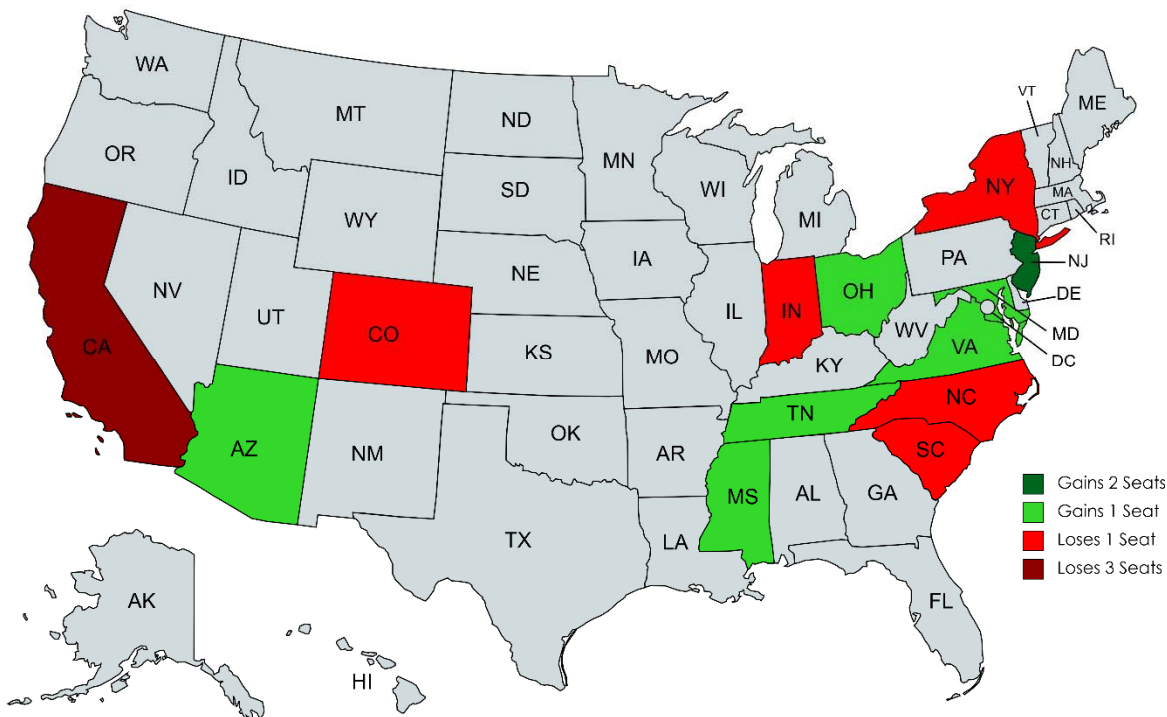 WA
MT
ND
MN
VT
ME
OR
ID
SD
WI
NH
NY
MA
WY
MI
CT
RI
IA
PA
NE
NJ
NV
OH
IL
IN
DE
UT
CO
WV
MD
CA
KS
MO
VA
KY
DC
NC
TN
OK
AZ
NM
AR
SC
MS
AL
GA
Gains 2 Seats
Gains 1 Seat
TX
LA
Loses 1 Seat
Loses 3 Seats
AK
FL
HI